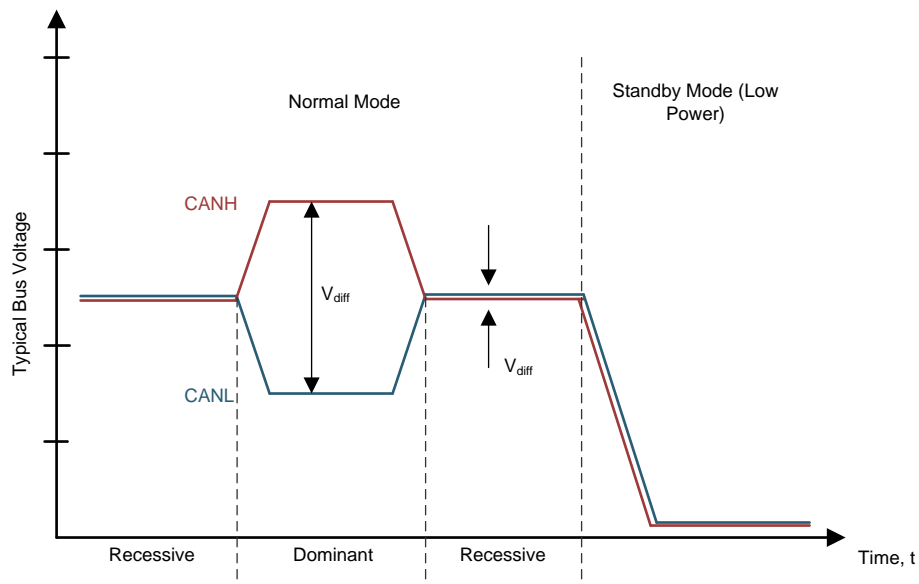 Normal Mode
Standby Mode (Low
Power)
CANH
Typical Bus Voltage
Vdiff
Vdiff
CANL
Recessive
Dominant
Recessive
Time, t